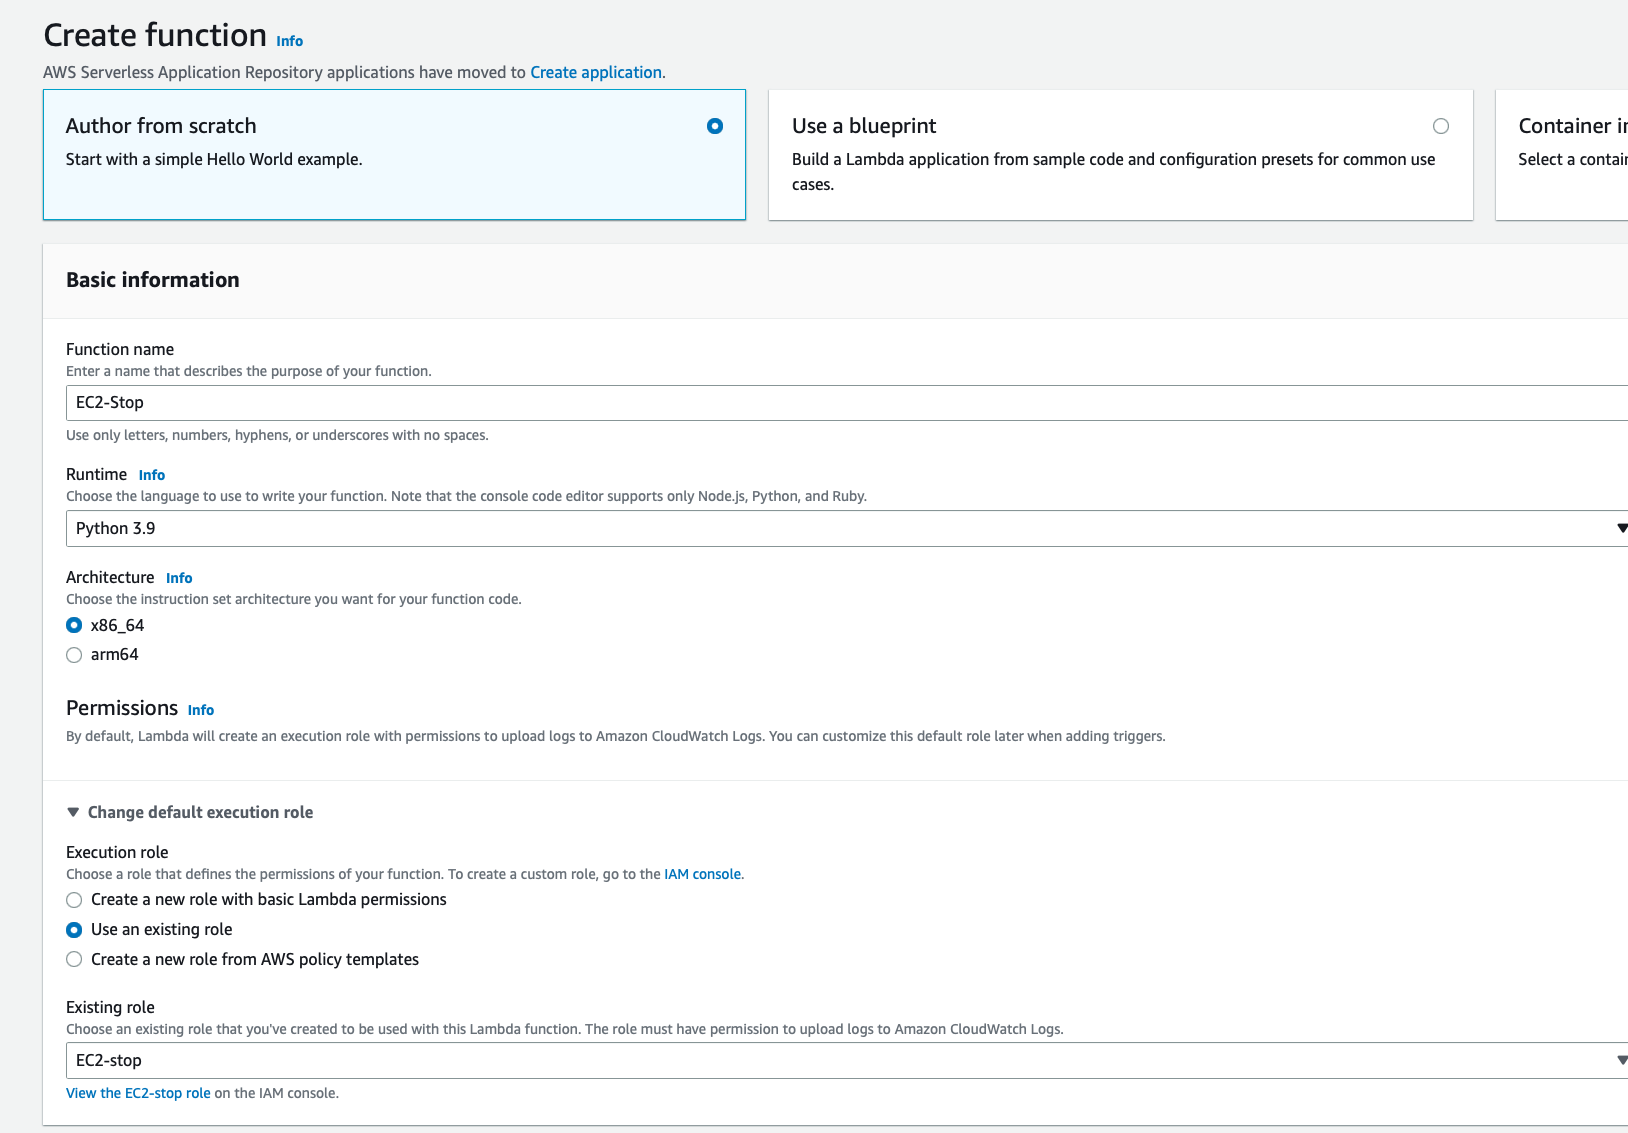 Create function Info
AWS Serverless Application Repository applications have moved to Create application.
Author from scratch
Start with a simple Hello World example.
Use a blueprint
Build a Lambda application from sample code and configuration presets for common use
cases.
Container
Select a
Basic information
Function name
Enter a name that describes the purpose of your function.
EC2-Stop
Use only letters, numbers, hyphens, or underscores with no spaces.
Runtime Info
Choose the language to use to write your function. Note that the console code editor supports only Node.js, Python, and Ruby.
Python 3.9
Architecture Info
Choose the instruction set architecture you want for your function code.
x86_64
arm64
Permissions Info
By default, Lambda will create an execution role with permissions to upload logs to Amazon CloudWatch Logs. You can customize this default role later when adding triggers.
Change default execution role
Execution role
Choose a role that defines the permissions of your function. To create a custom role, go to the IAM console.
Create a new role with basic Lambda permissions
Use an existing role
Create a new role from AWS policy templates
Existing role
Choose an existing role that you've created to be used with this Lambda function. The role must have permission to upload logs to Amazon CloudWatch Logs.
EC2-stop
View the EC2-stop role on the IAM console.